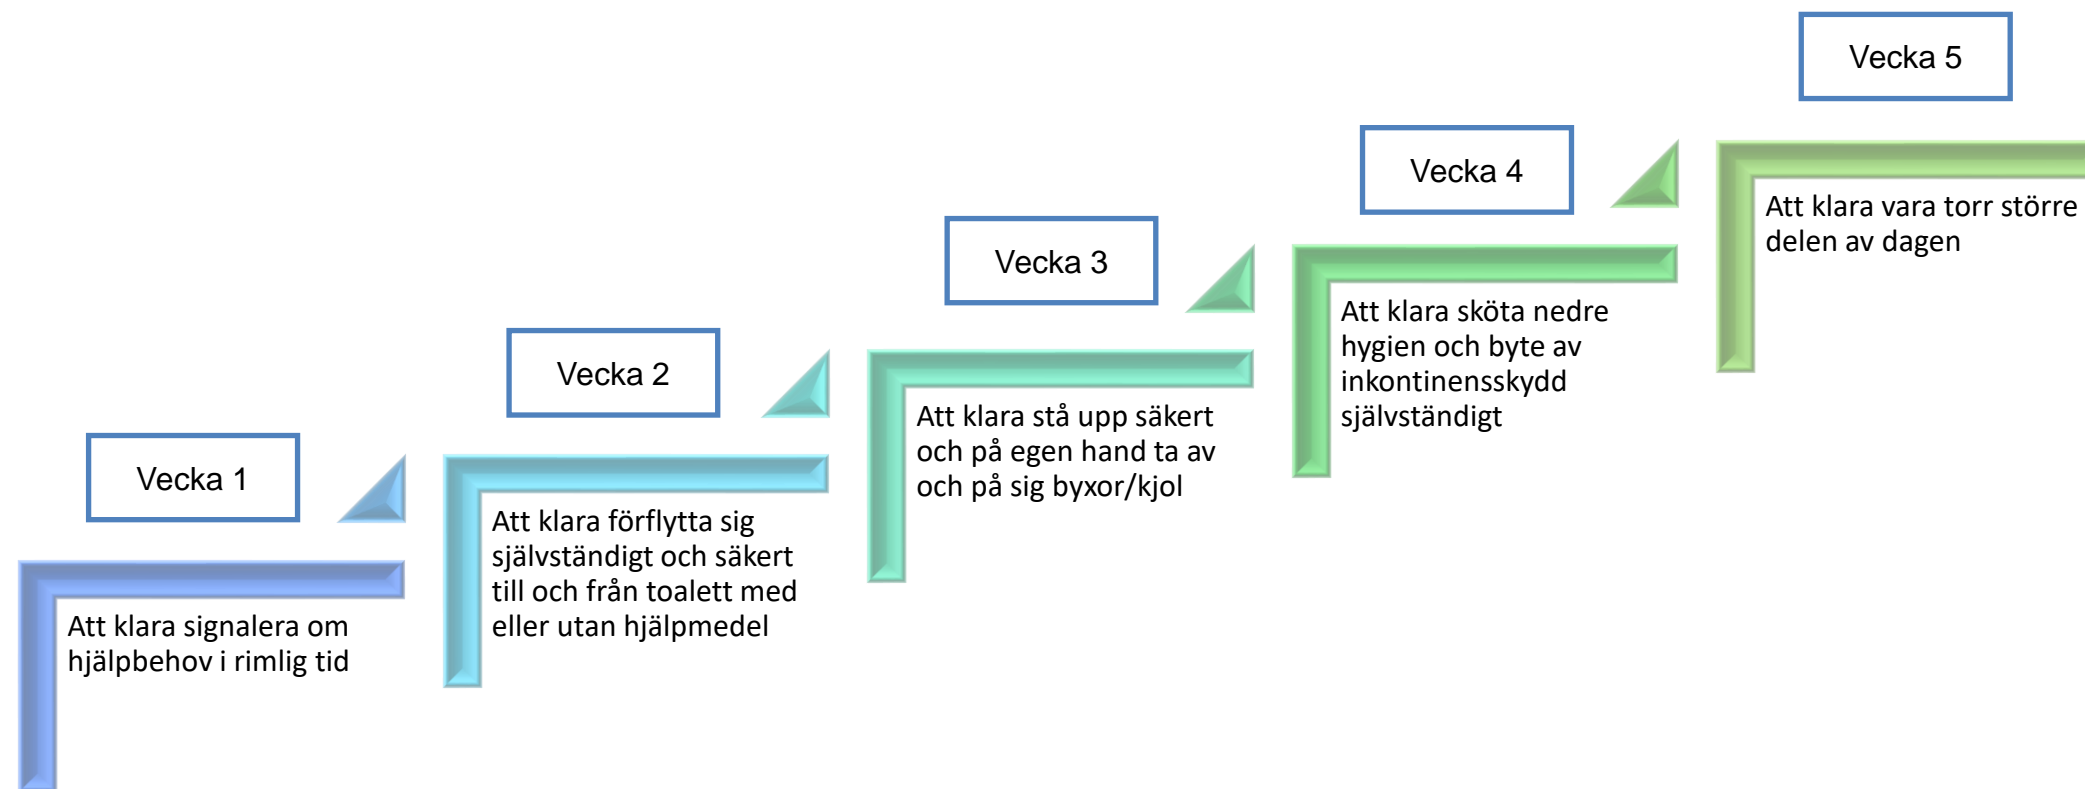 Vecka 1
Att klara signalera om
hjälpbehov i rimlig tid
Vecka 2
Att klara förflytta sig
självständigt och säkert
till och från toalett med
eller utan hjälpmedel
Vecka 3
Att klara stå upp säkert
och på egen hand ta av
och på sig byxor/kjol
Vecka 4
Att klara sköta nedre
hygien och byte av
inkontinensskydd
självständigt
Vecka 5
Att klara vara torr större
delen av dagen